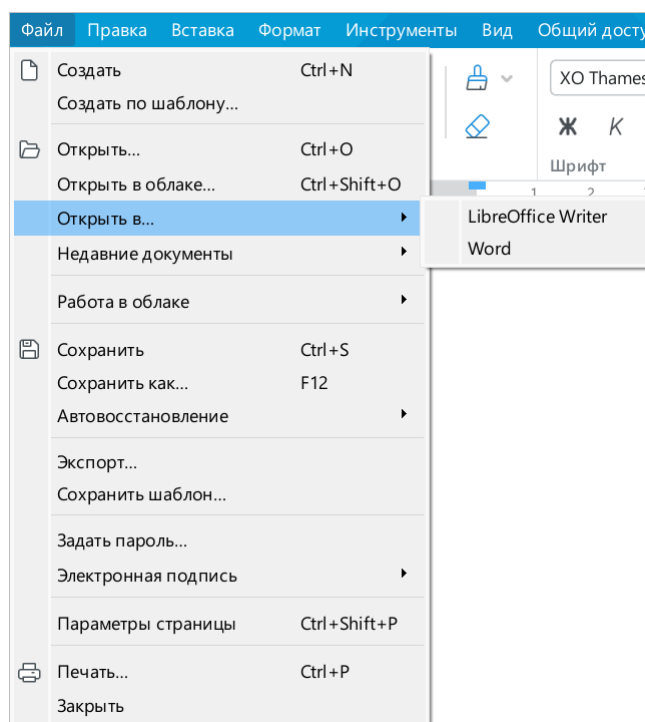 Файл Правка Вставка Формат Инструменты Вид Общий досту
Создать Ctrl+N
Создать по шаблону...
Открыть... Ctrl+O
Открыть в облаке... Ctrl+Shift+O
Открыть в...
Недавние документы
Работа в облаке
Сохранить Ctrl+S
Сохранить как... F12
Автовосстановление
Экспорт...
Сохранить шаблон...
Задать пароль...
Электронная подпись
Параметры страницы Ctrl+Shift+P
Печать... Ctrl+P
Закрыть
LibreOffice Writer
Word
XO Thames
Ж К
Шрифт
1 2